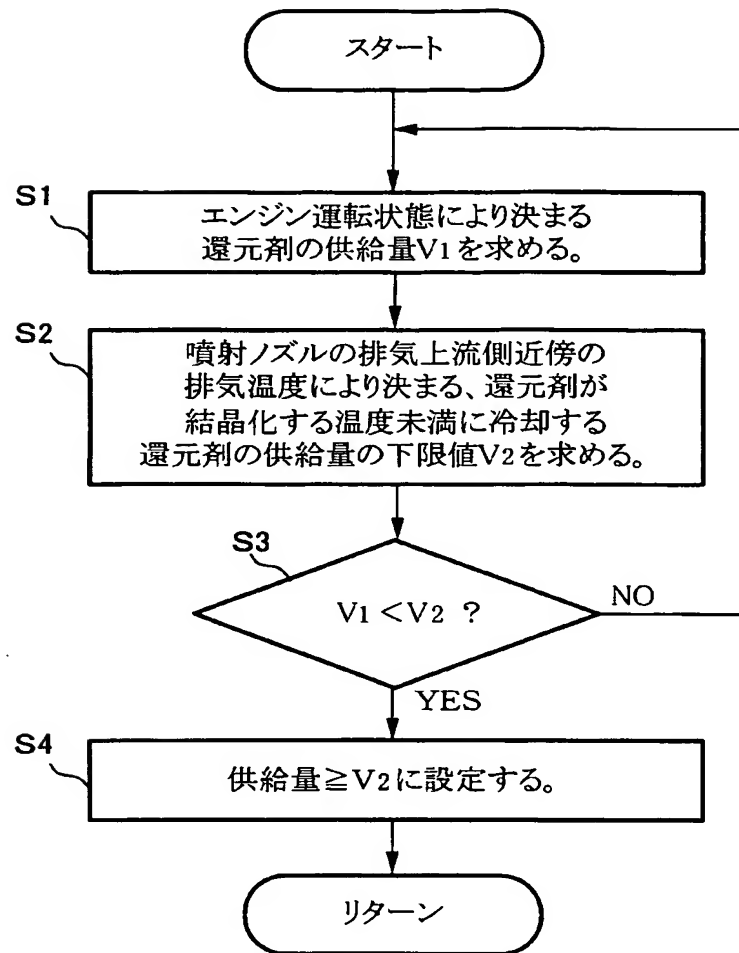 スタート
S1
エンジン運転状態により決まる
還元剤の供給量V1を求める。
S2
噴射ノズルの排気上流側近傍の
排気温度により決まる、還元剤が
結晶化する温度未満に冷却する
還元剤の供給量の下限値V2を求める。
S3
V1<V2 ?
NO
YES
S4
供給量≧V2に設定する。
リターン